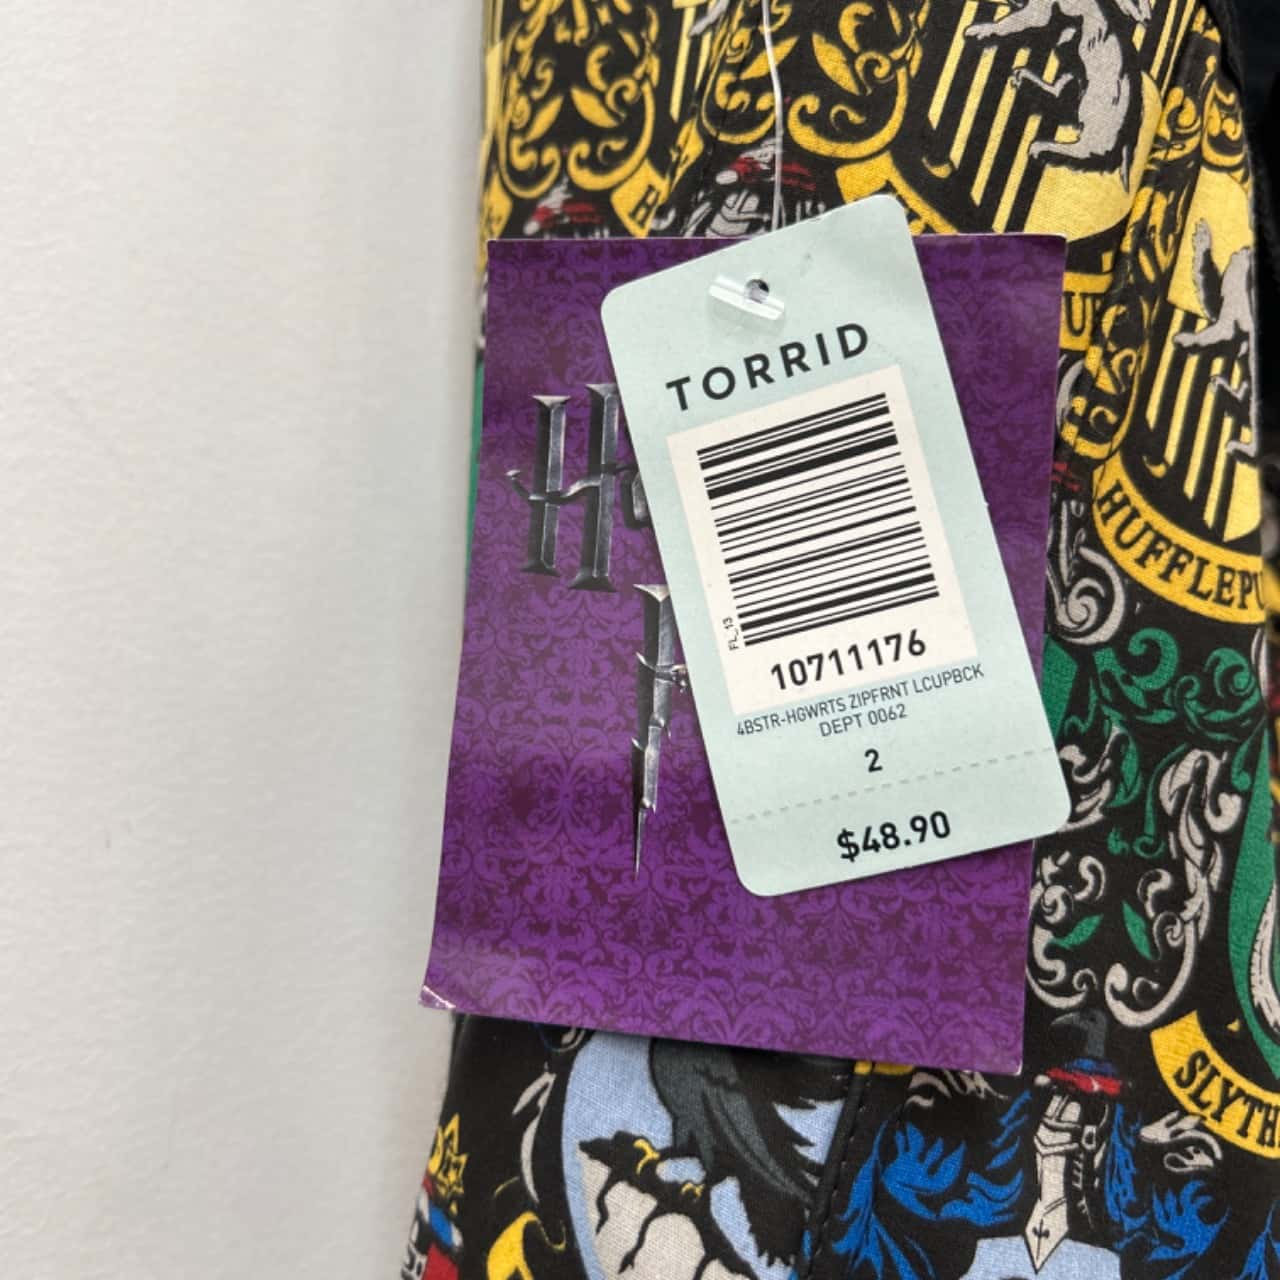 TORRID
FL_13
10711176
4BSTR-HGWRTS ZIPFRNT LCUPBCK
DEPT 0062
2
$48.90
HUFFLEPU
SLYTH